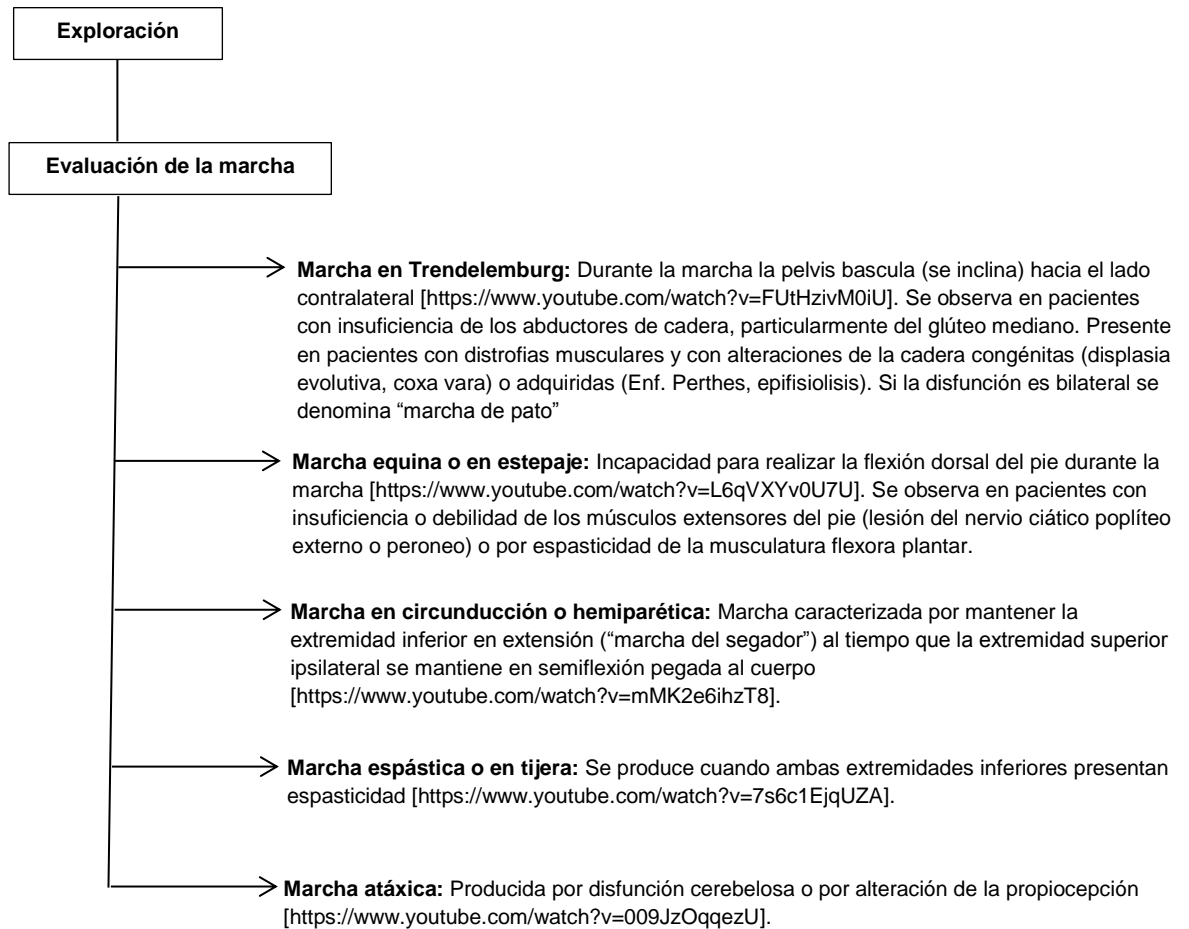 Exploración
Evaluación de la marcha
Marcha en Trendelemburg: Durante la marcha la pelvis bascula (se inclina) hacia el lado
contralateral [https://www.youtube.com/watch?v=FUtHzivM0iU]. Se observa en pacientes
con insuficiencia de los abductores de cadera, particularmente del glúteo mediano. Presente
en pacientes con distrofias musculares y con alteraciones de la cadera congénitas (displasia
evolutiva, coxa vara) o adquiridas (Enf. Perthes, epifisiolisis). Si la disfunción es bilateral se
denomina “marcha de pato”
Marcha equina o en estepaje: Incapacidad para realizar la flexión dorsal del pie durante la
marcha [https://www.youtube.com/watch?v=L6qVXYv0U7U]. Se observa en pacientes con
insuficiencia o debilidad de los músculos extensores del pie (lesión del nervio ciático poplíteo
externo o peroneo) o por espasticidad de la musculatura flexora plantar.
Marcha en circunducción o hemiparética: Marcha caracterizada por mantener la
extremidad inferior en extensión (“marcha del segador”) al tiempo que la extremidad superior
ipsilateral se mantiene en semiflexión pegada al cuerpo
[https://www.youtube.com/watch?v=mMK2e6ihzT8].
Marcha espástica o en tijera: Se produce cuando ambas extremidades inferiores presentan
espasticidad [https://www.youtube.com/watch?v=7s6c1EjqUZA].
Marcha atáxica: Producida por disfunción cerebelosa o por alteración de la propiocepción
[https://www.youtube.com/watch?v=009JzOqqezU].